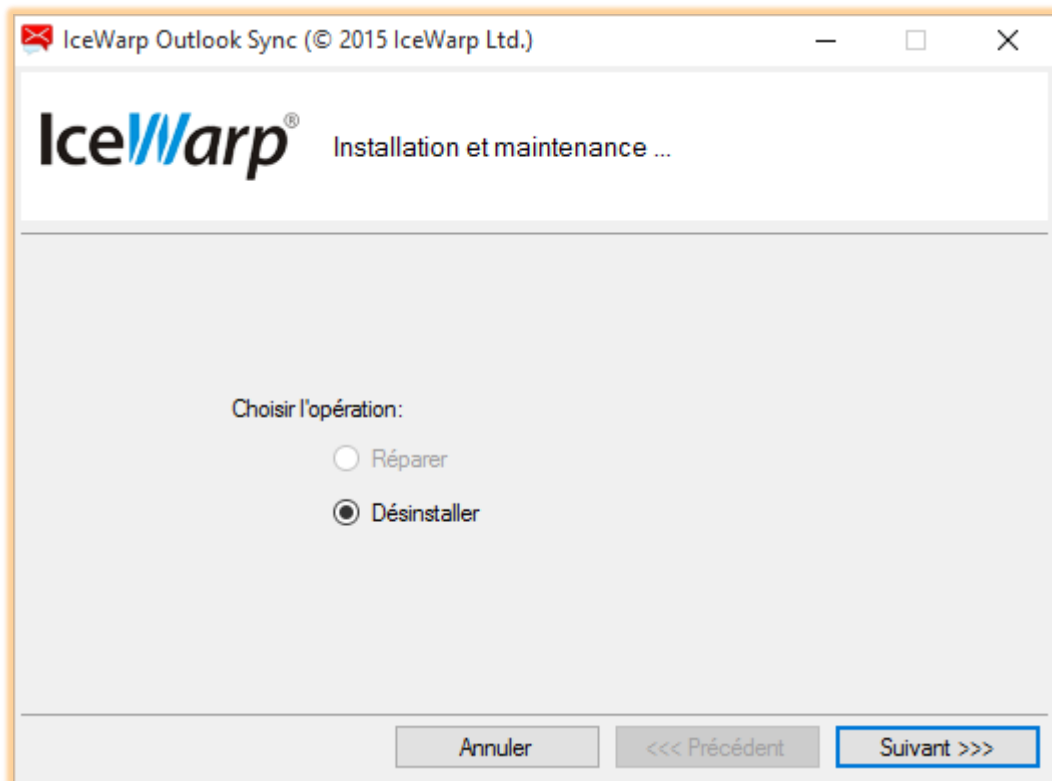 IceWarp Outlook Sync (© 2015 IceWarp Ltd.)
IceWarp® Installation et maintenance ...
Choisir l'opération:
Réparer
Désinstaller
Annuler <<< Précédent Suivant >>>